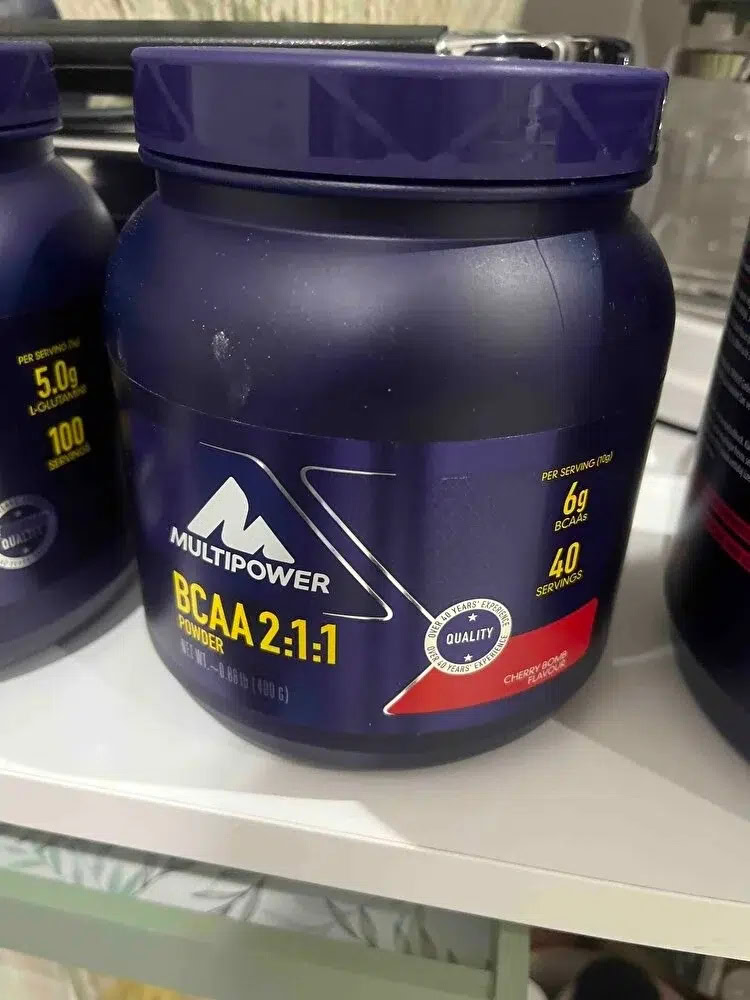 PER SERVING (5g)
5.0g
L-GLUTAMINE
100
SERVINGS
QUALITY
MULTIPOWER
BCAA 2:1:1
POWDER
NET WT. ~0.88 lb (400 G)
PER SERVING (10g)
6g
BCAAs
40
SERVINGS
OVER 40 YEARS' EXPERIENCE
QUALITY
OVER 40 YEARS' EXPERIENCE
CHERRY BOMB
FLAVOUR